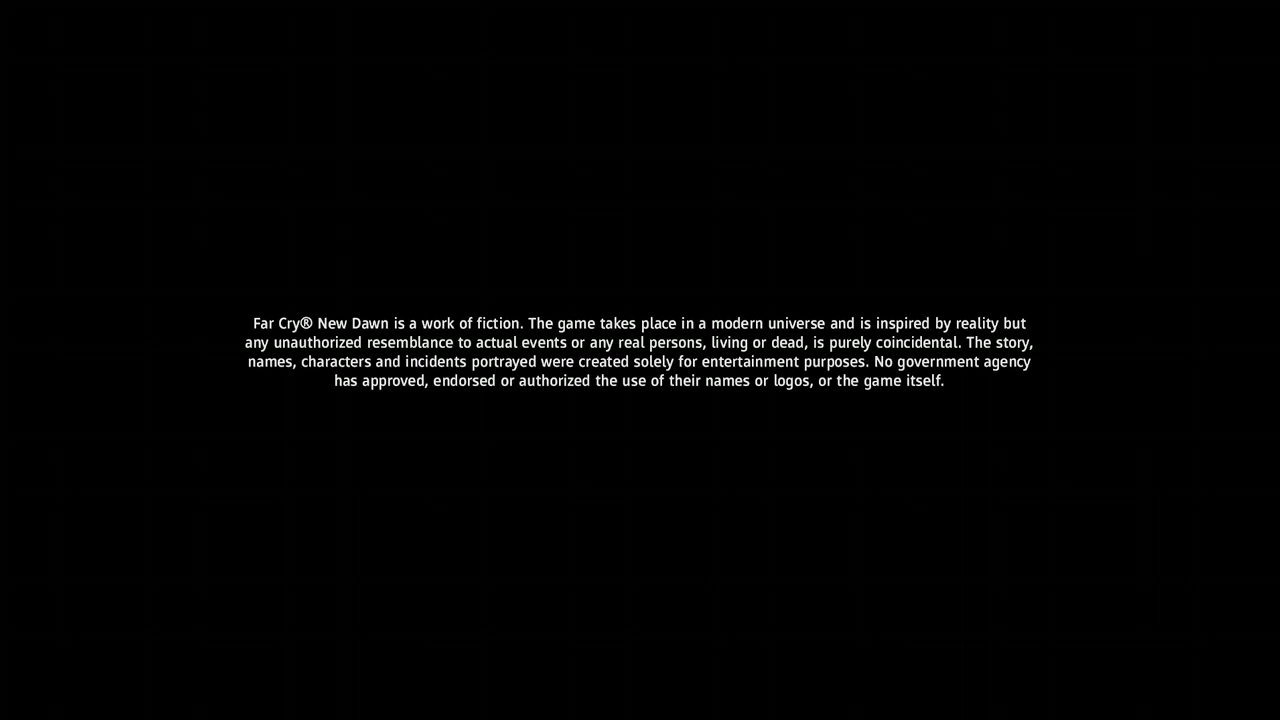 Far Cry® New Dawn is a work of fiction. The game takes place in a modern universe and is inspired by reality but
any unauthorized resemblance to actual events or any real persons, living or dead, is purely coincidental. The story,
names, characters and incidents portrayed were created solely for entertainment purposes. No government agency
has approved, endorsed or authorized the use of their names or logos, or the game itself.